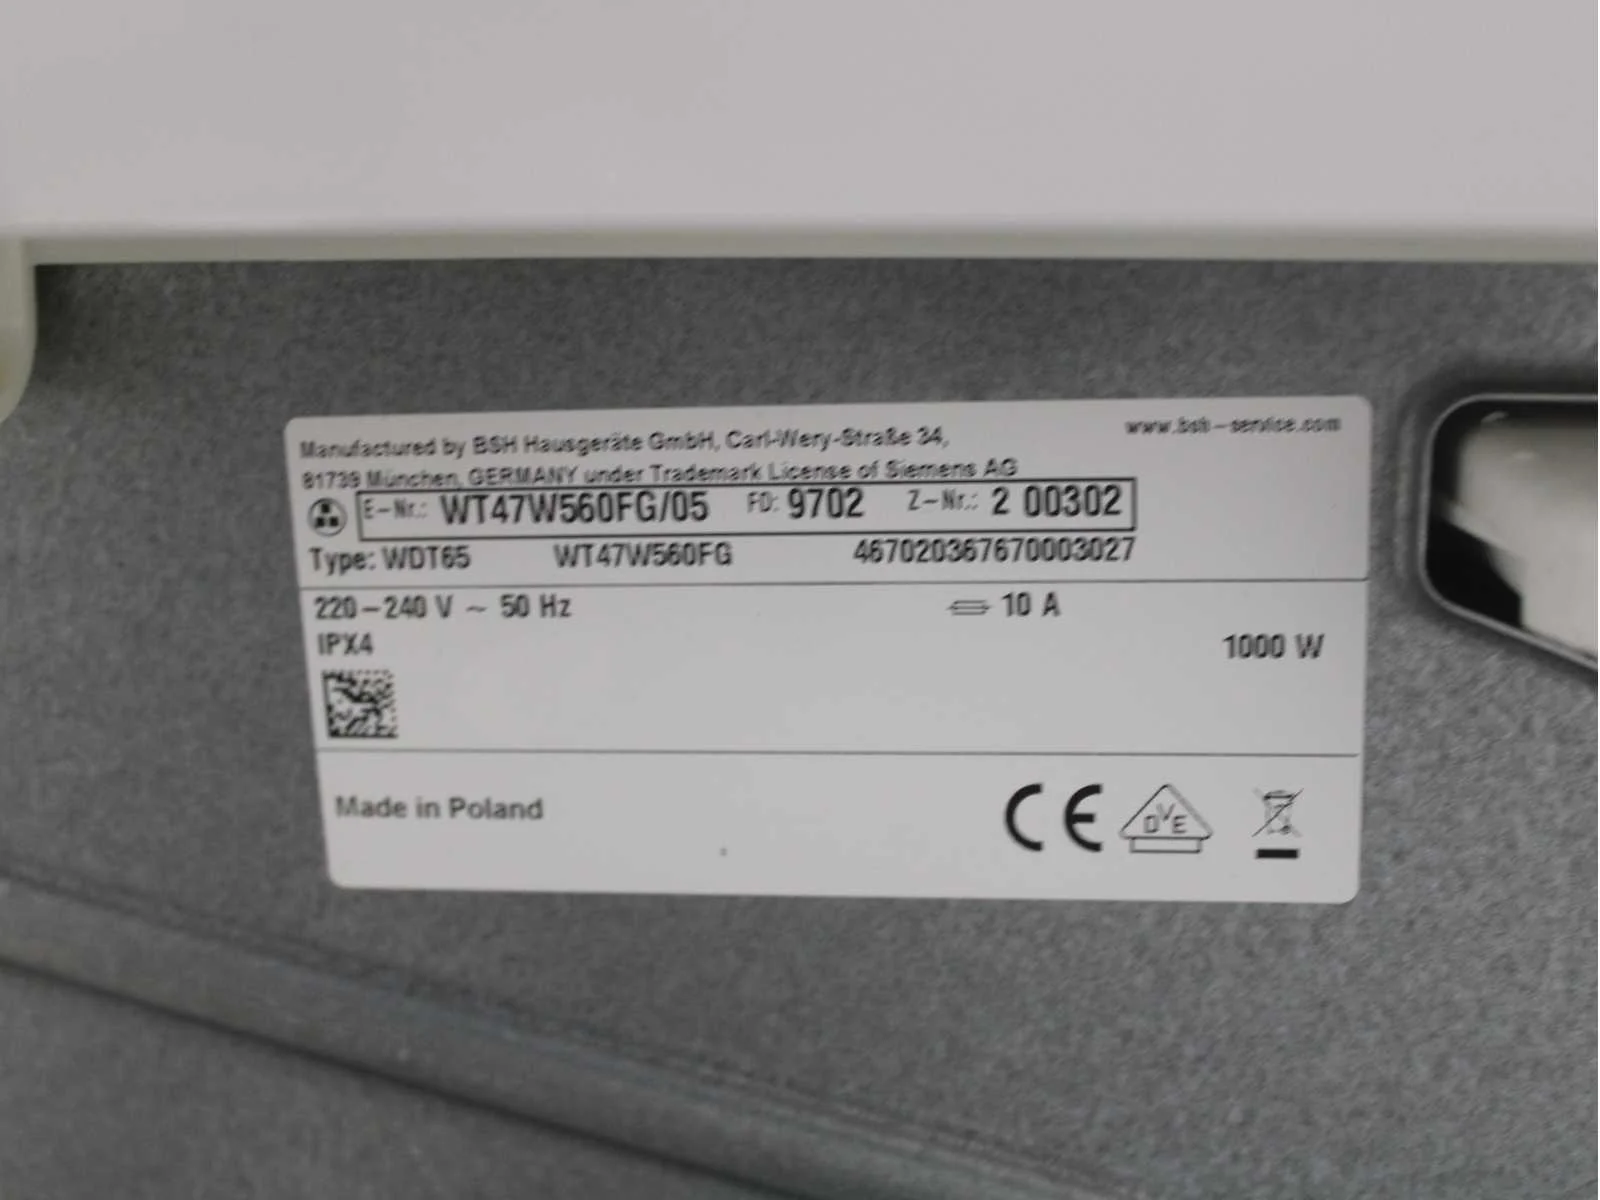 Manufactured by BSH Hausgeräte GmbH, Carl-Wery-Straße 34,
81739 München, GERMANY under Trademark License of Siemens AG
www.bsh-service.com
E-Nr.: WT47W560FG/05 FD: 9702 Z-Nr.: 2 00302
Type: WDT65 WT47W560FG 467020367670003027
220-240 V ~ 50 Hz 10 A
IPX4 1000 W
Made in Poland
CE DVE